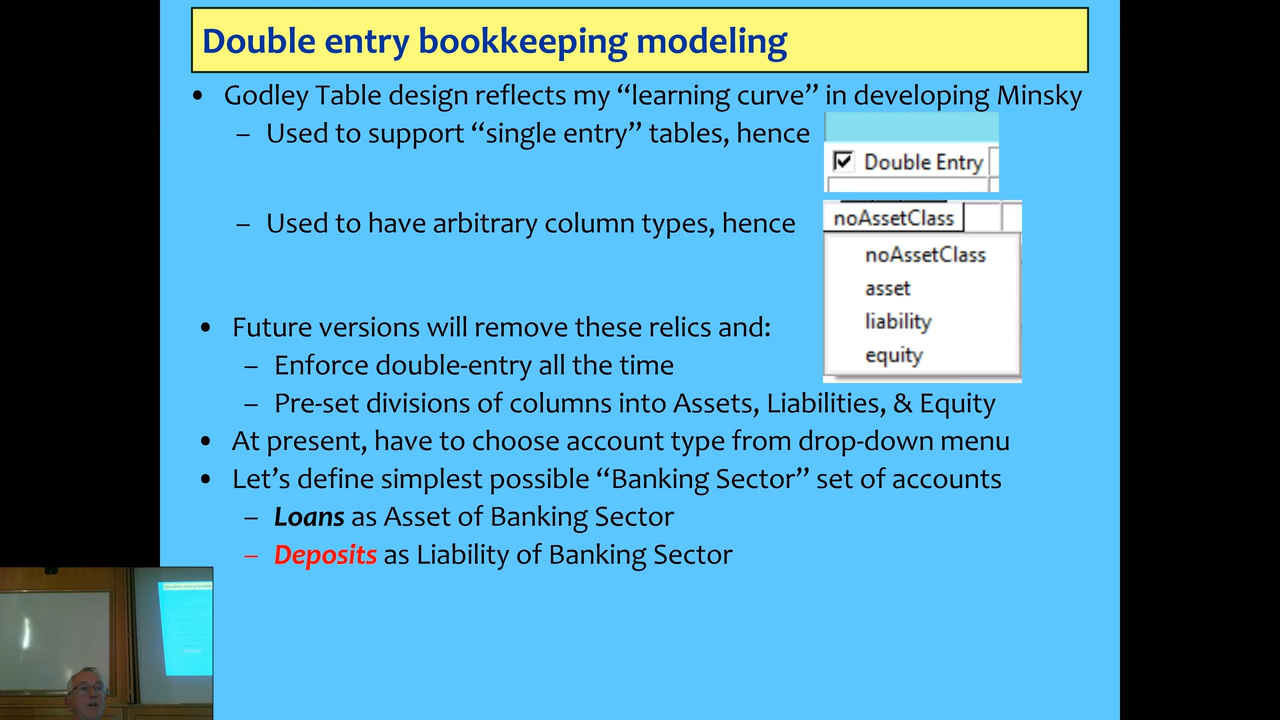 Double entry bookkeeping modeling
• Godley Table design reflects my “learning curve” in developing Minsky
– Used to support “single entry” tables, hence
Double Entry
– Used to have arbitrary column types, hence
noAssetClass
noAssetClass
asset
liability
equity
• Future versions will remove these relics and:
– Enforce double-entry all the time
– Pre-set divisions of columns into Assets, Liabilities, & Equity
• At present, have to choose account type from drop-down menu
• Let’s define simplest possible “Banking Sector” set of accounts
– Loans as Asset of Banking Sector
– Deposits as Liability of Banking Sector